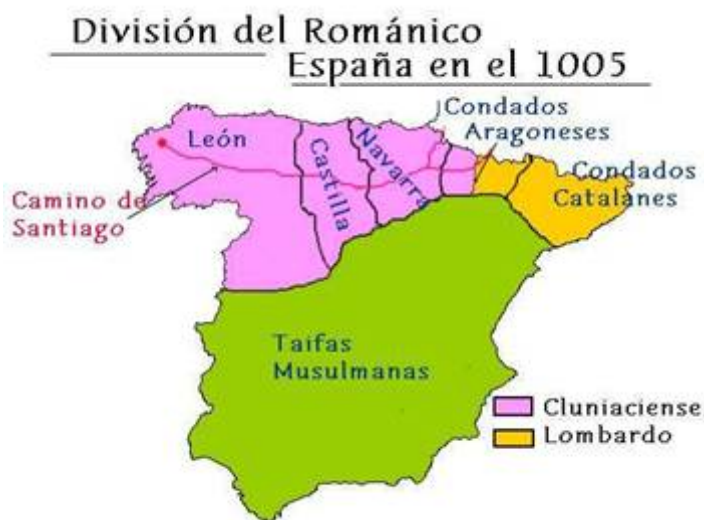 División del Románico
España en el 1005
Condados
Aragoneses
León
Castilla
Navarra
Condados
Catalanes
Camino de
Santiago
Taifas
Musulmanas
Cluniaciense
Lombardo